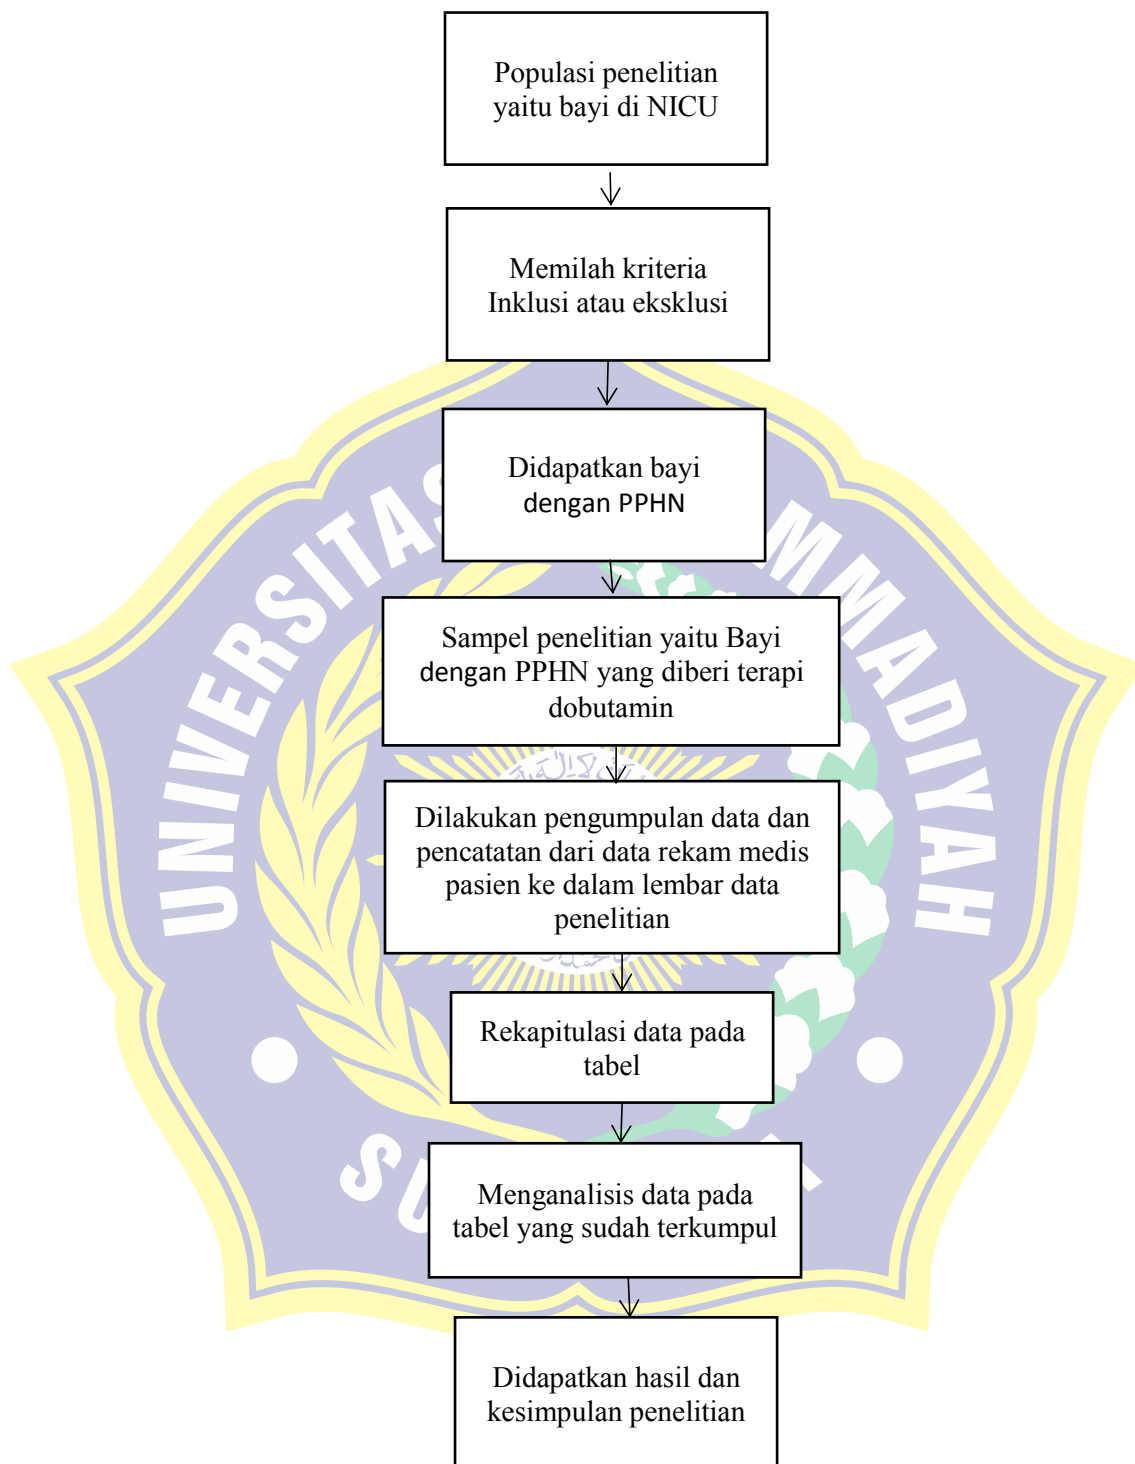 Populasi penelitian
yaitu bayi di NICU
Memilah kriteria
Inklusi atau eksklusi
Didapatkan bayi
dengan PPHN
Sampel penelitian yaitu Bayi
dengan PPHN yang diberi terapi
dobutamin
Dilakukan pengumpulan data dan
pencatatan dari data rekam medis
pasien ke dalam lembar data
penelitian
Rekapitulasi data pada
tabel
Menganalisis data pada
tabel yang sudah terkumpul
Didapatkan hasil dan
kesimpulan penelitian
UNIVERSITAS